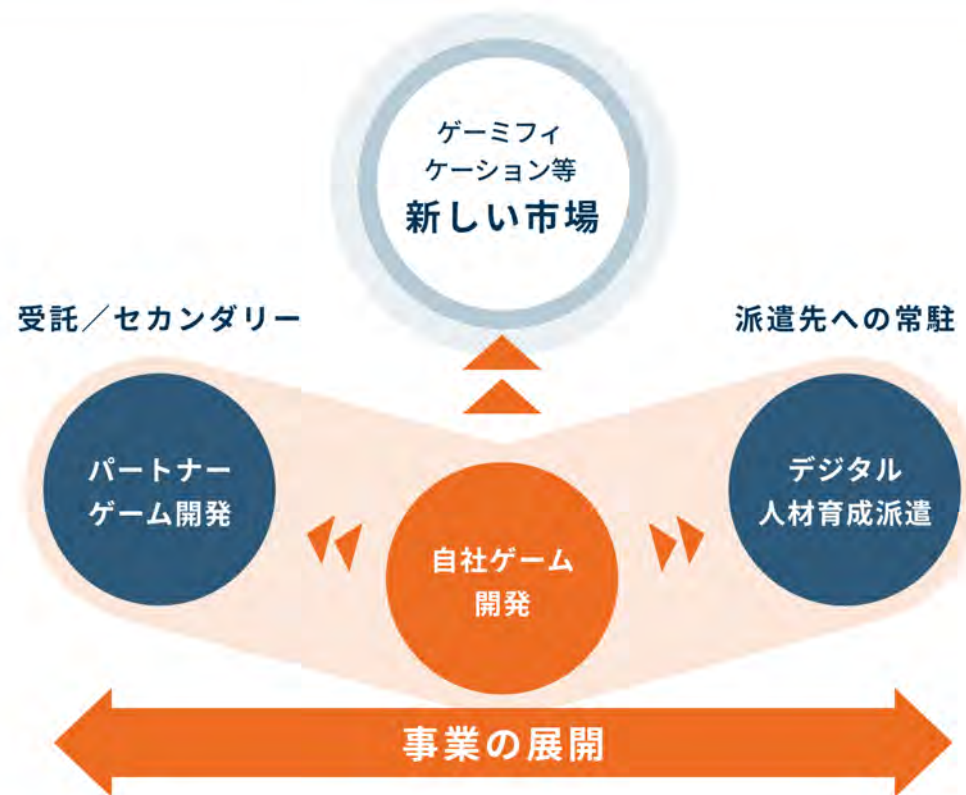 ゲーミフィ
ケーション等
新しい市場
受託／セカンダリー
派遣先への常駐
パートナー
ゲーム開発
デジタル
人材育成派遣
自社ゲーム
開発
事業の展開